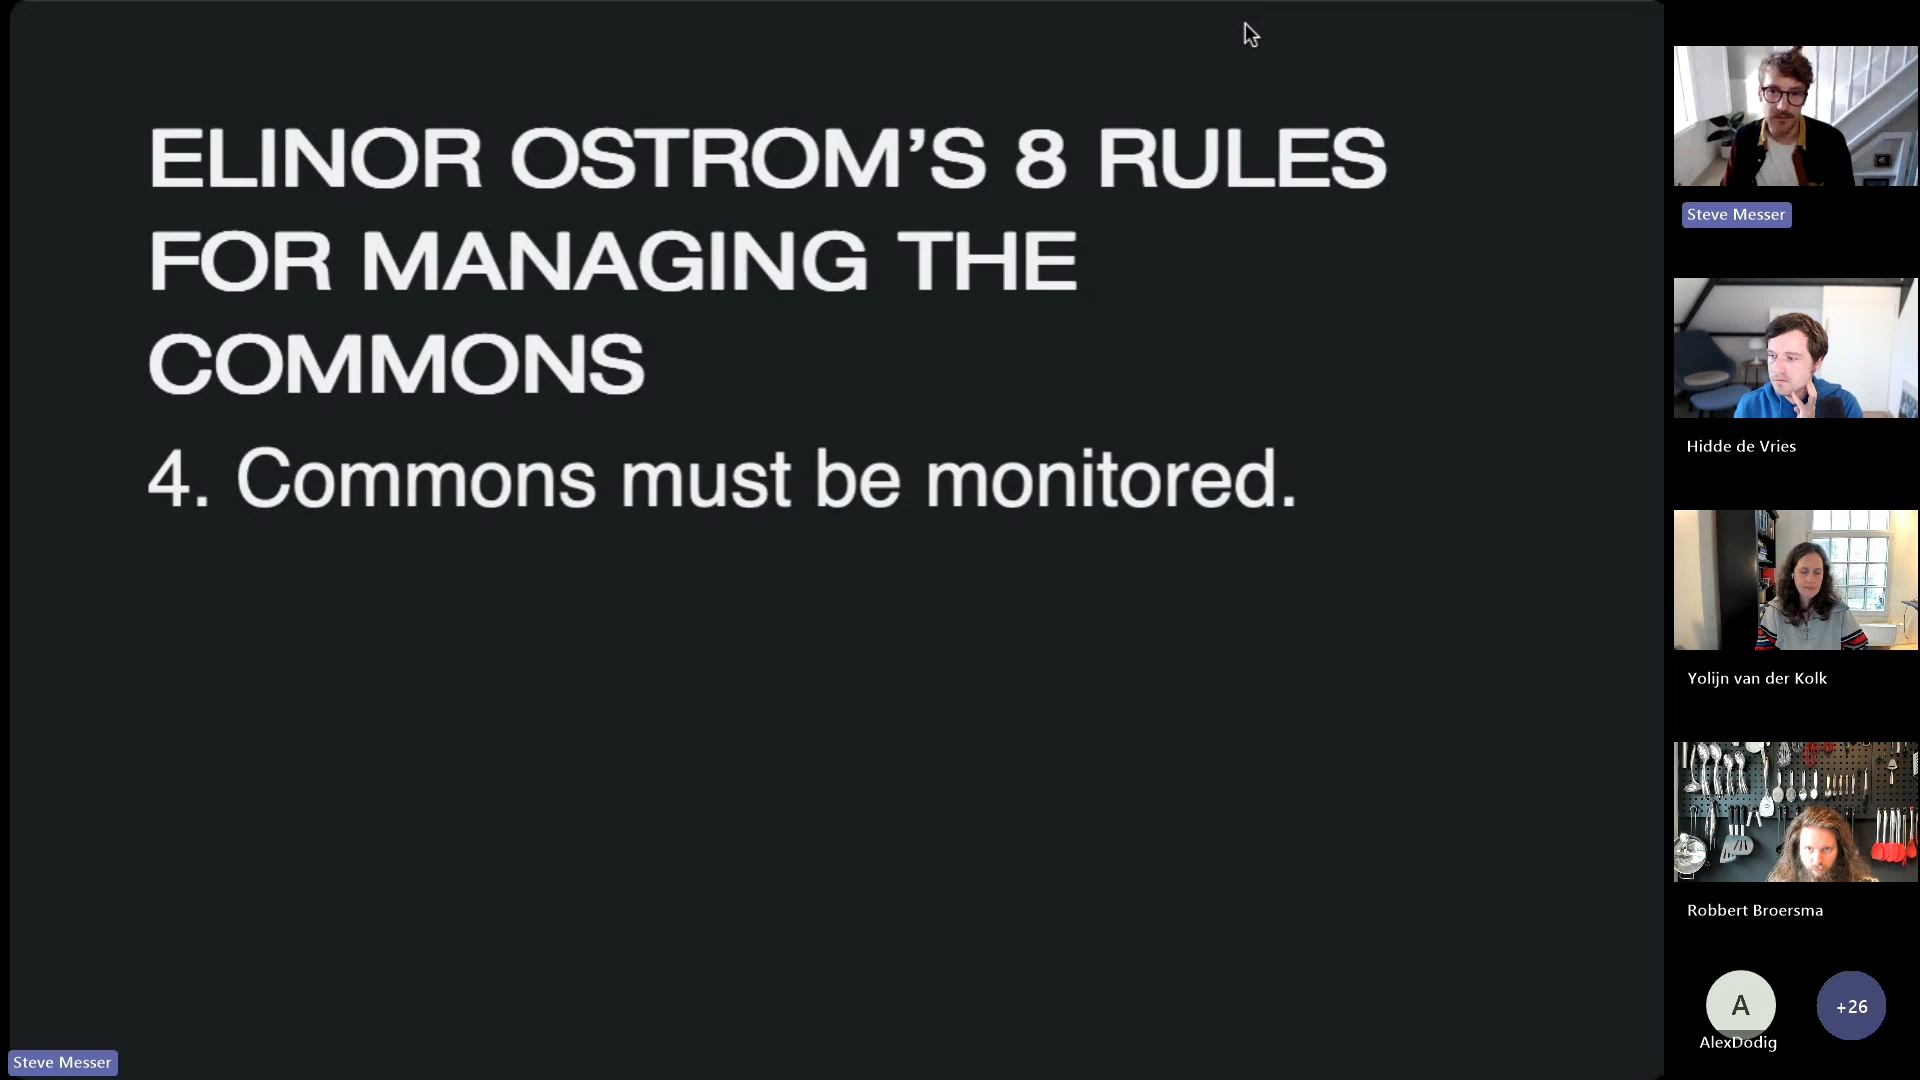 ELINOR OSTROM’S 8 RULES
FOR MANAGING THE
COMMONS
4. Commons must be monitored.
Steve Messer
Steve Messer
Hidde de Vries
Yolijn van der Kolk
Robbert Broersma
A
AlexDodig
+26